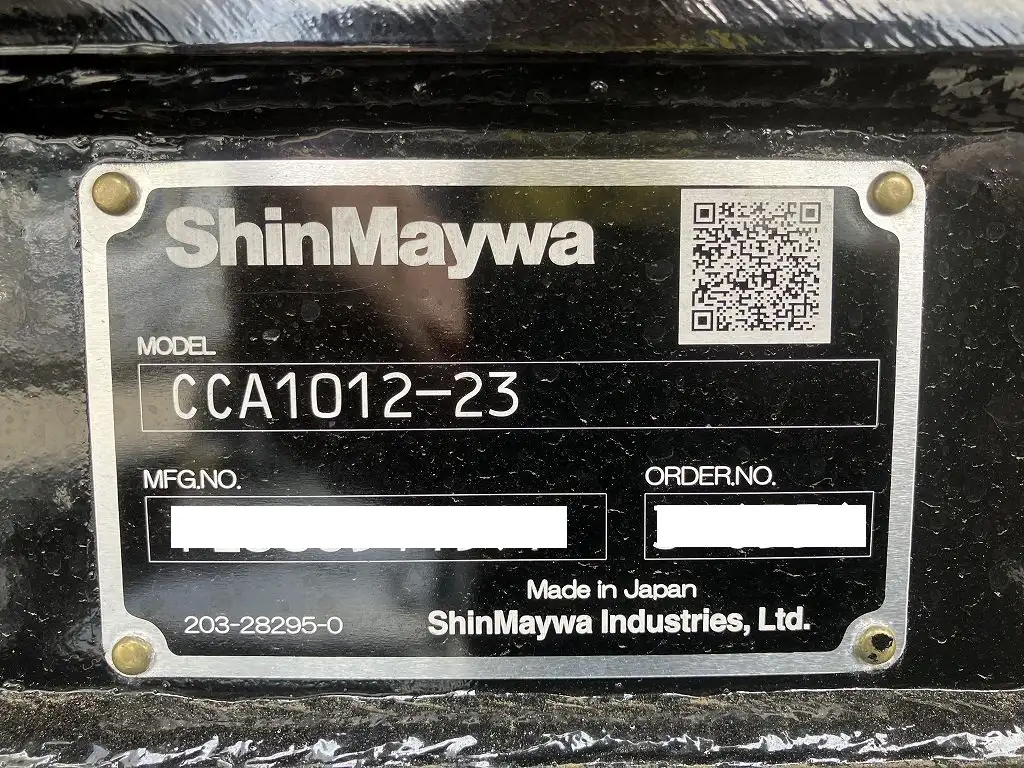 ShinMaywa
MODEL
CCA1012-23
MFG.NO.
ORDER.NO.
Made in Japan
203-28295-0
ShinMaywa Industries, Ltd.